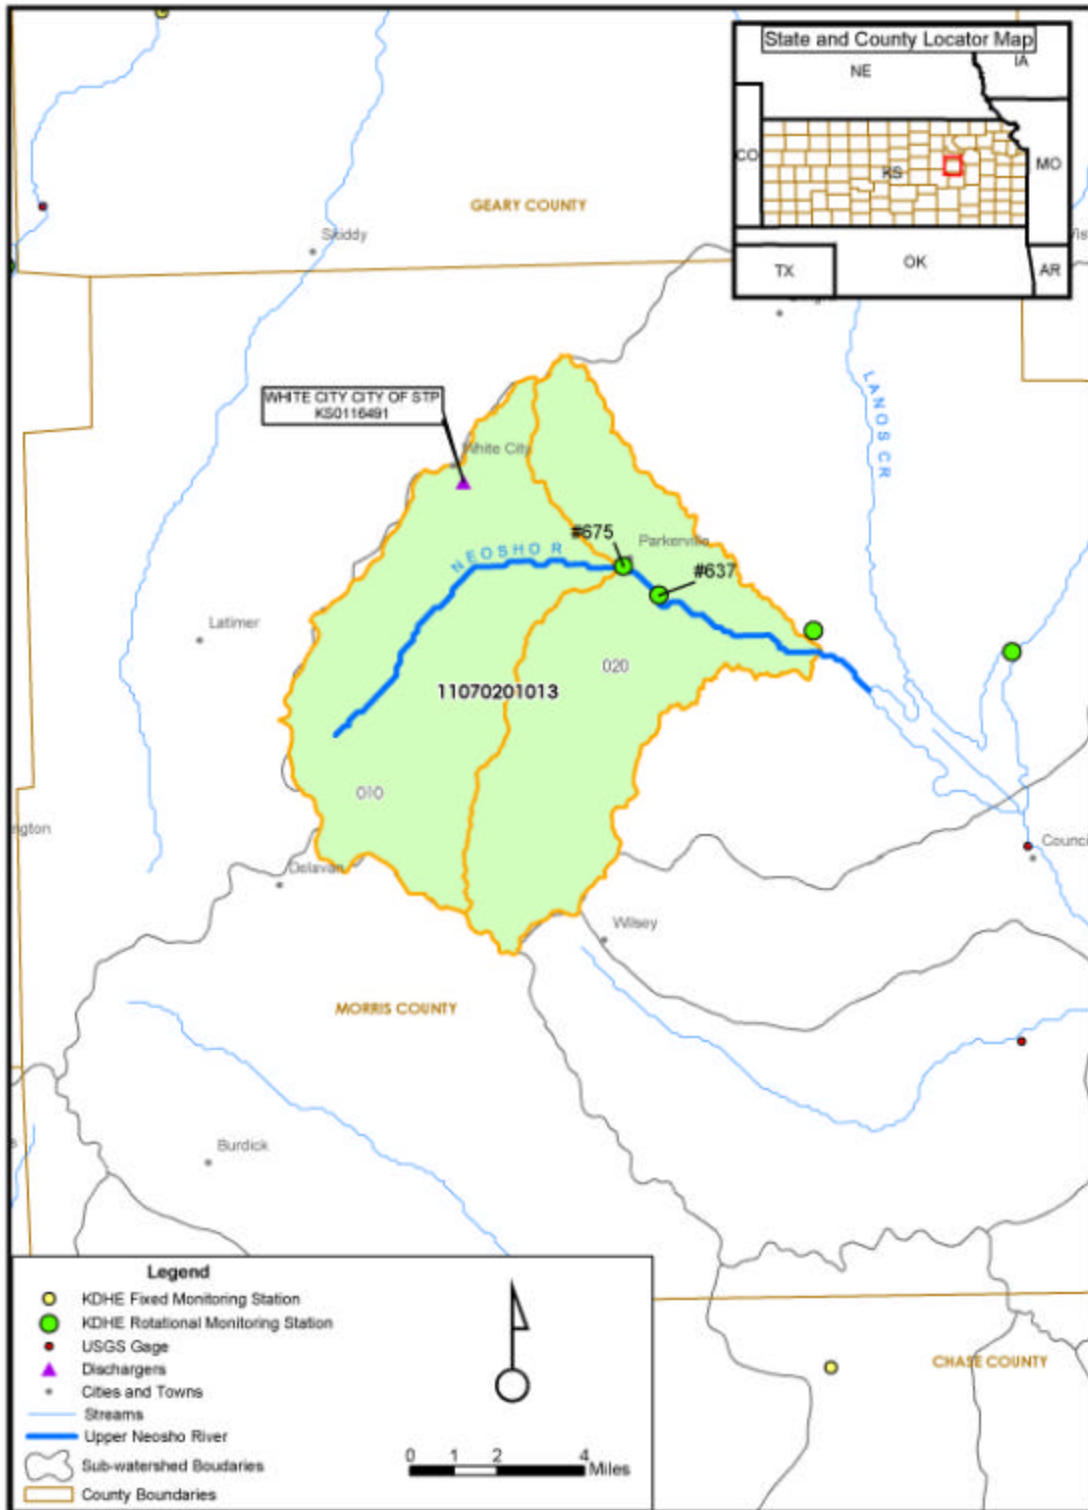 State and County Locator Map
NE
IA
CO
KS
MO
TX
OK
AR
GEARY COUNTY
Skiddy
WHITE CITY CITY OF STP
KS0116491
White City
LANOS CR
NEOSHO R
#675
Parkerville
#637
Latimer
020
11070201013
010
ngton
Delavan
Counci
Wilsey
MORRIS COUNTY
Burdick
CHASE COUNTY
Legend
KDHE Fixed Monitoring Station
KDHE Rotational Monitoring Station
USGS Gage
Dischargers
Cities and Towns
Streams
Upper Neosho River
Sub-watershed Boudaries
County Boundaries
0 1 2 4
Miles